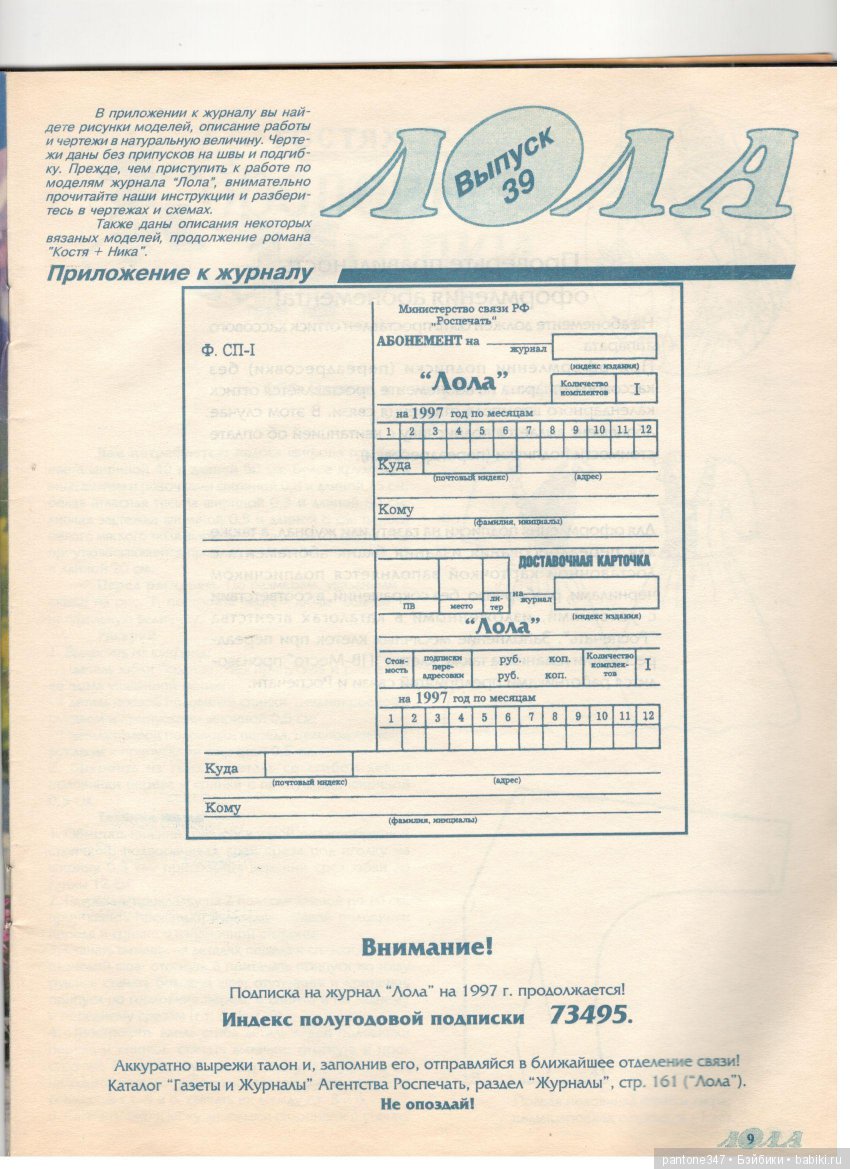 В приложении к журналу вы най-
дете рисунки моделей, описание работы
и чертежи в натуральную величину. Черте-
жи даны без припусков на швы и подгиб-
ку. Прежде, чем приступить к работе по
моделям журнала "Лола", внимательно
прочитайте наши инструкции и разбери-
тесь в чертежах и схемах.
Также даны описания некоторых
вязаных моделей, продолжение романа
"Костя + Ника".
ЛОЛА
Выпуск
39
Приложение к журналу
Ф. СП-I
Министерство связи РФ
„Роспечать"
АБОНЕМЕНТ на
журнал
(индекс издания)
"Лола"
Количество
комплектов
I
на 1997 год по месяцам
1 2 3 4 5 6 7 8 9 10 11 12
Куда
(почтовый индекс) (адрес)
Кому
(фамилия, инициалы)
ДОСТАВОЧНАЯ КАРТОЧКА
ПВ место ли-
тер
на
журнал
(индекс издания)
"Лола"
Стои-
мость
подписки руб. коп.
пере-
адресовки руб. коп.
Количество
комплек-
тов
I
на 1997 год по месяцам
1 2 3 4 5 6 7 8 9 10 11 12
Куда
(почтовый индекс) (адрес)
Кому
(фамилия, инициалы)
Внимание!
Подписка на журнал "Лола" на 1997 г. продолжается!
Индекс полугодовой подписки 73495.
Аккуратно вырежи талон и, заполнив его, отправляйся в ближайшее отделение связи!
Каталог "Газеты и Журналы" Агентства Роспечать, раздел "Журналы", стр. 161 ("Лола").
Не опоздай!
ЛОЛА
9
pantone347 • Бэйбики • babiki.ru